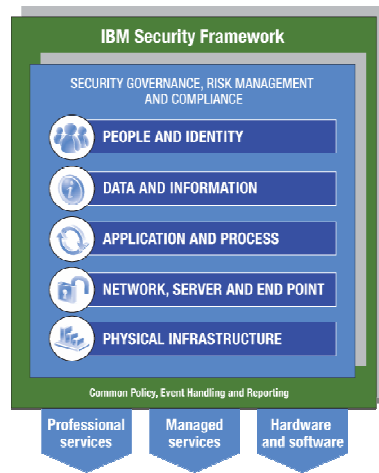 IBM Security Framework
SECURITY GOVERNANCE, RISK MANAGEMENT
AND COMPLIANCE
PEOPLE AND IDENTITY
DATA AND INFORMATION
APPLICATION AND PROCESS
NETWORK, SERVER AND END POINT
PHYSICAL INFRASTRUCTURE
Common Policy, Event Handling and Reporting
Professional
services
Managed
services
Hardware
and software